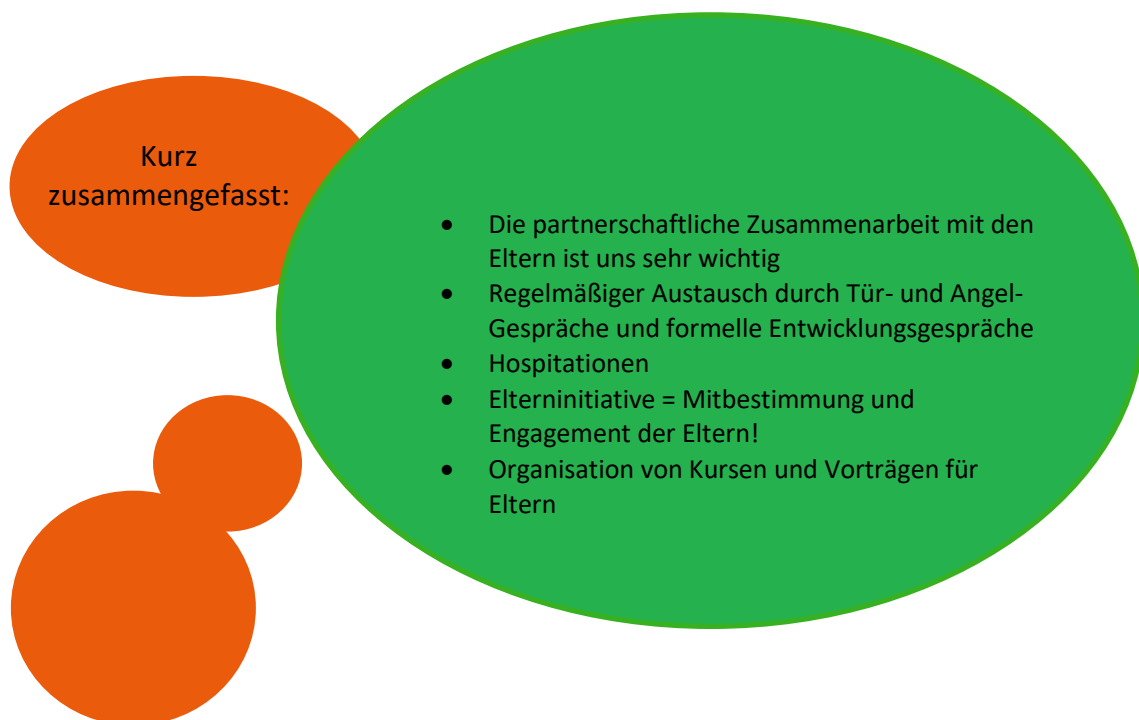 Kurz
zusammengefasst:
• Die partnerschaftliche Zusammenarbeit mit den
Eltern ist uns sehr wichtig
• Regelmäßiger Austausch durch Tür- und Angel-
Gespräche und formelle Entwicklungsgespräche
• Hospitationen
• Elterninitiative = Mitbestimmung und
Engagement der Eltern!
• Organisation von Kursen und Vorträgen für
Eltern